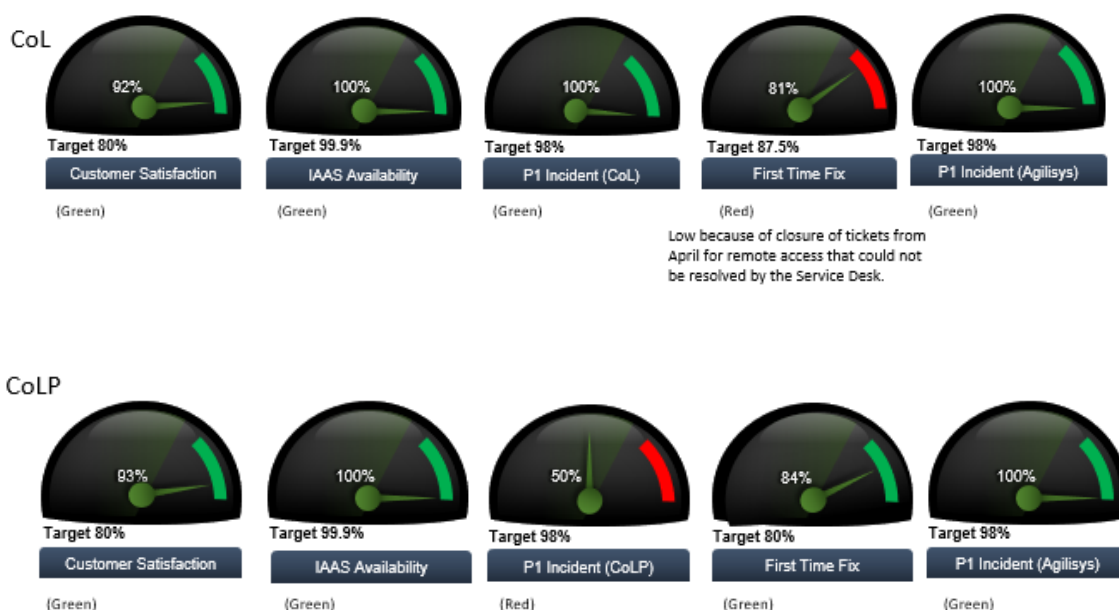 CoL
92% 100% 100% 81% 100%
Target 80% Target 99.9% Target 98% Target 87.5% Target 98%
Customer Satisfaction IAAS Availability P1 Incident (CoL) First Time Fix P1 Incident (Agilisys)
(Green) (Green) (Green) (Red) (Green)
Low because of closure of tickets from
April for remote access that could not
be resolved by the Service Desk.
CoLP
93% 100% 50% 84% 100%
Target 80% Target 99.9% Target 98% Target 80% Target 98%
Customer Satisfaction IAAS Availability P1 Incident (CoLP) First Time Fix P1 Incident (Agilisys)
(Green) (Green) (Red) (Green) (Green)